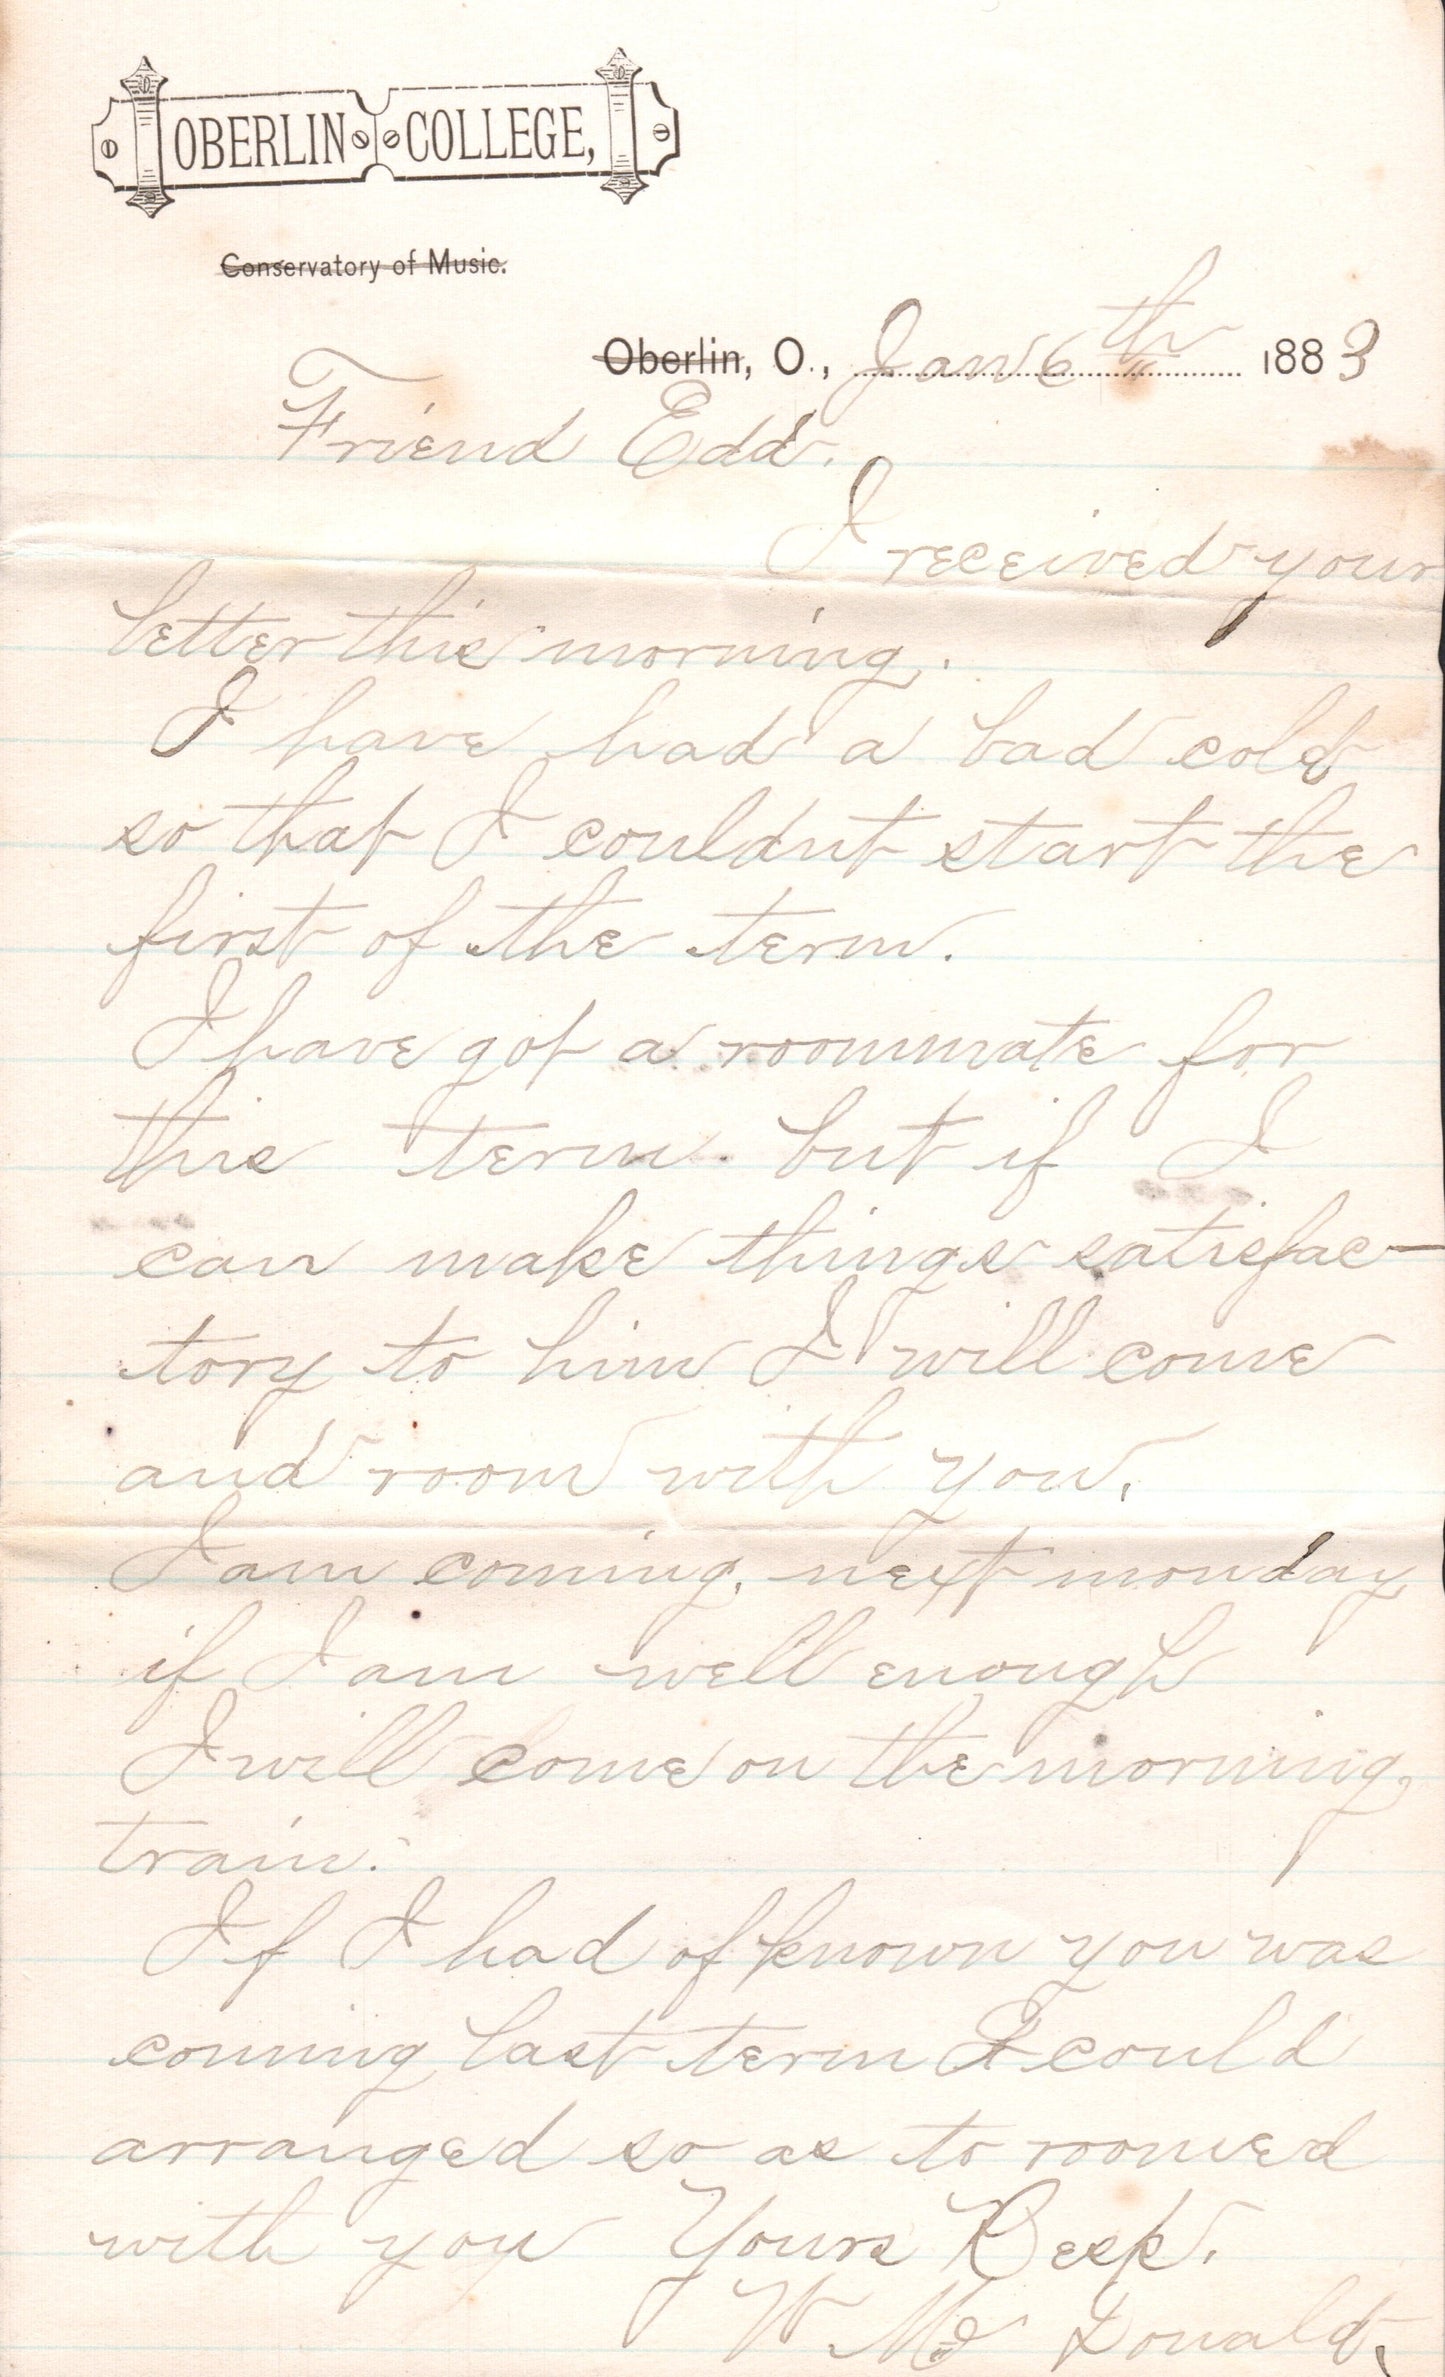 OBERLIN COLLEGE,
Conservatory of Music.
Oberlin, O., Jan 6th 1883
Friend Edd.
I received your
letter this morning.
I have had a bad cold
so that I couldnt start the
first of the term.
I have got a roommate for
this term. but if I
can make things satisfac-
tory to him I will come
and room with you.
I am coming. next monday
if I am well enough
I will come on the morning
train.
If I had of known you was
coming last term I could
arranged so as to roomed
with you Yours Resp.
W Mc Donald.